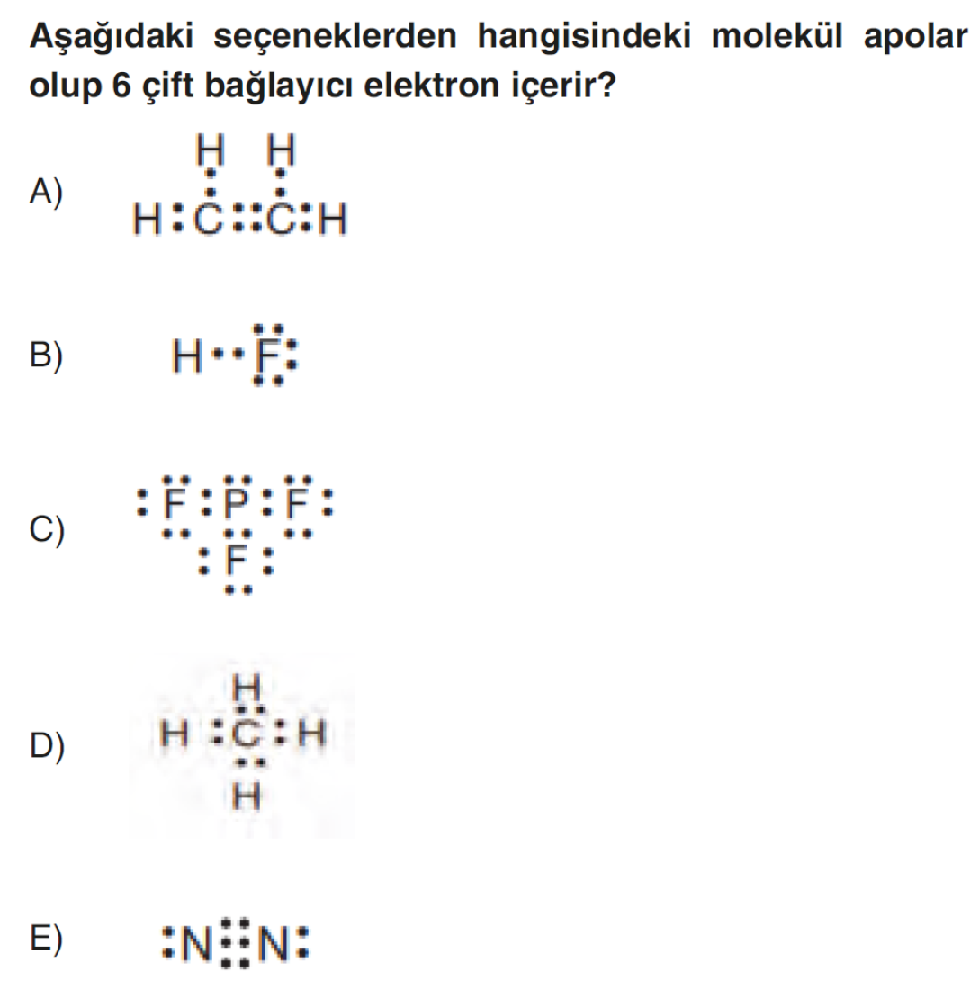 Aşağıdaki seçeneklerden hangisindeki molekül apolar
olup 6 çift bağlayıcı elektron içerir?
H H
A) H:C::C:H
B) H••F:
:F:P:F:
C)
:F:
H
D) H:C:H
H
E) :N⋮⋮N: